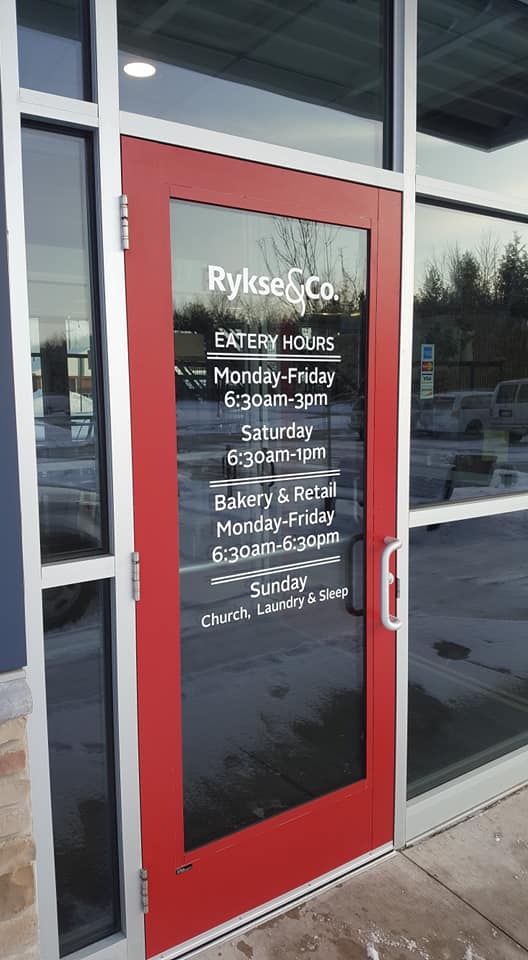 Rykse&Co.
EATERY HOURS
Monday-Friday
6:30am-3pm
Saturday
6:30am-1pm
Bakery & Retail
Monday-Friday
6:30am-6:30pm
Sunday
Church, Laundry & Sleep
VISA